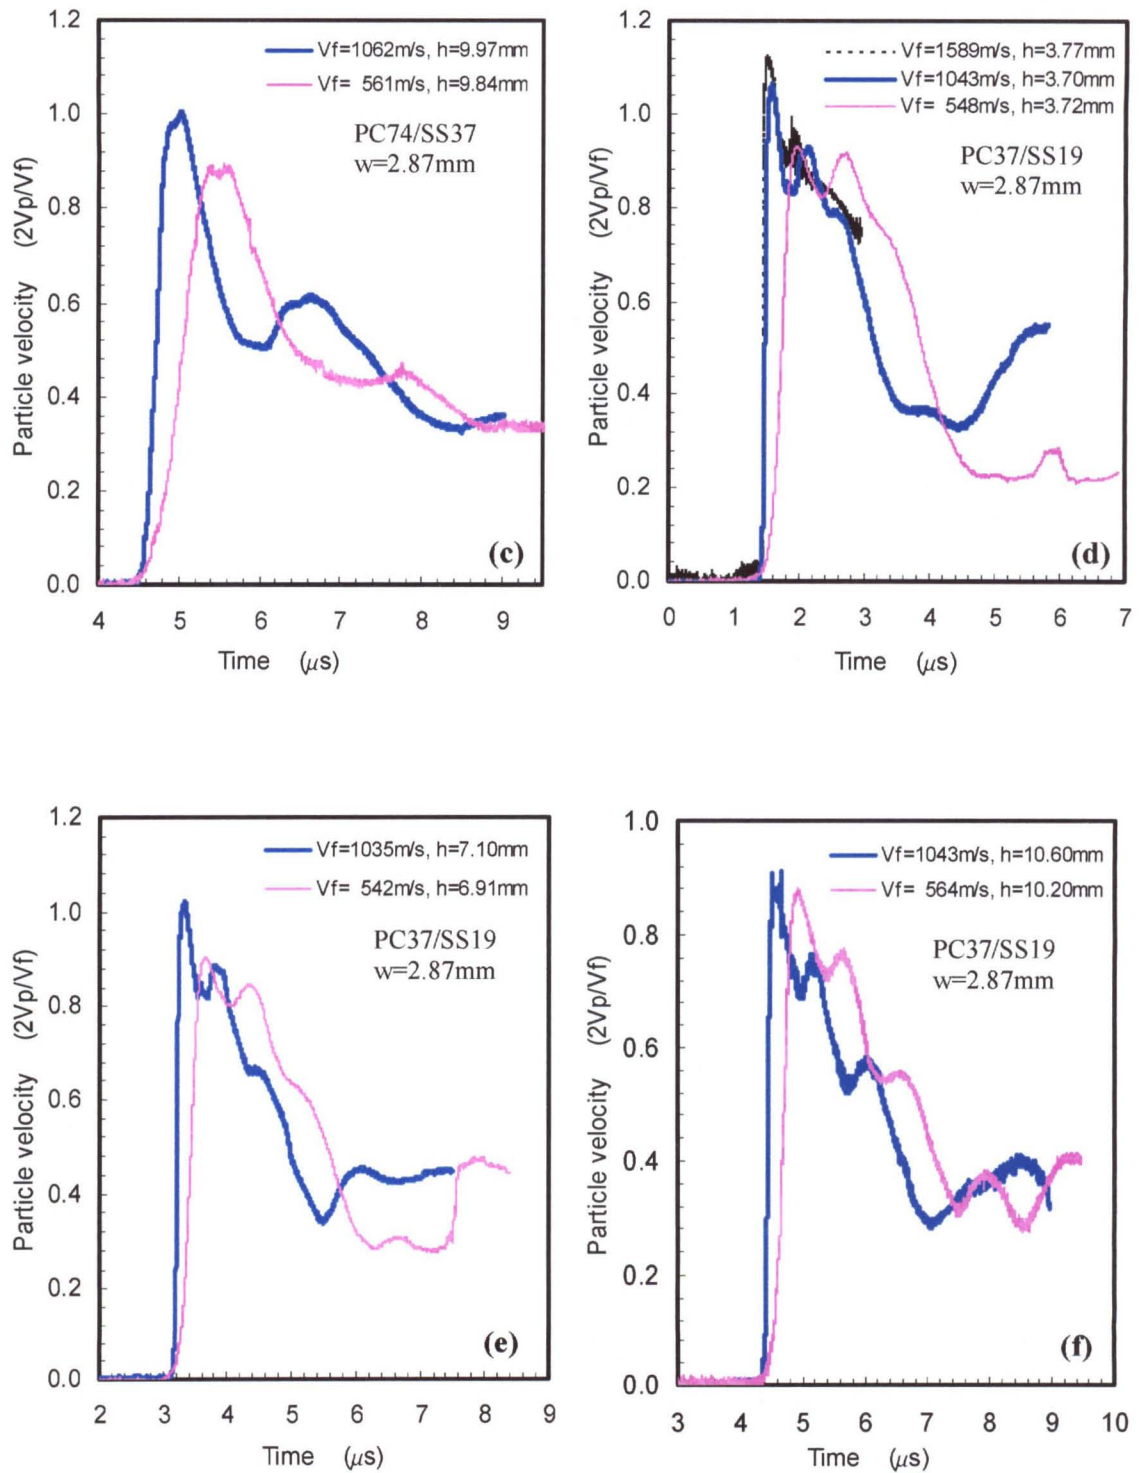 1.2
1.0
0.8
0.6
0.4
0.2
0.0
Particle velocity (2Vp/Vf)
Vf=1062m/s, h=9.97mm
Vf= 561m/s, h=9.84mm
PC74/SS37
w=2.87mm
(c)
4 5 6 7 8 9
Time (μs)
1.2
1.0
0.8
0.6
0.4
0.2
0.0
Particle velocity (2Vp/Vf)
Vf=1589m/s, h=3.77mm
Vf=1043m/s, h=3.70mm
Vf= 548m/s, h=3.72mm
PC37/SS19
w=2.87mm
(d)
0 1 2 3 4 5 6 7
Time (μs)
1.2
1.0
0.8
0.6
0.4
0.2
0.0
Particle velocity (2Vp/Vf)
Vf=1035m/s, h=7.10mm
Vf= 542m/s, h=6.91mm
PC37/SS19
w=2.87mm
(e)
2 3 4 5 6 7 8 9
Time (μs)
1.0
0.8
0.6
0.4
0.2
0.0
Particle velocity (2Vp/Vf)
Vf=1043m/s, h=10.60mm
Vf= 564m/s, h=10.20mm
PC37/SS19
w=2.87mm
(f)
3 4 5 6 7 8 9 10
Time (μs)